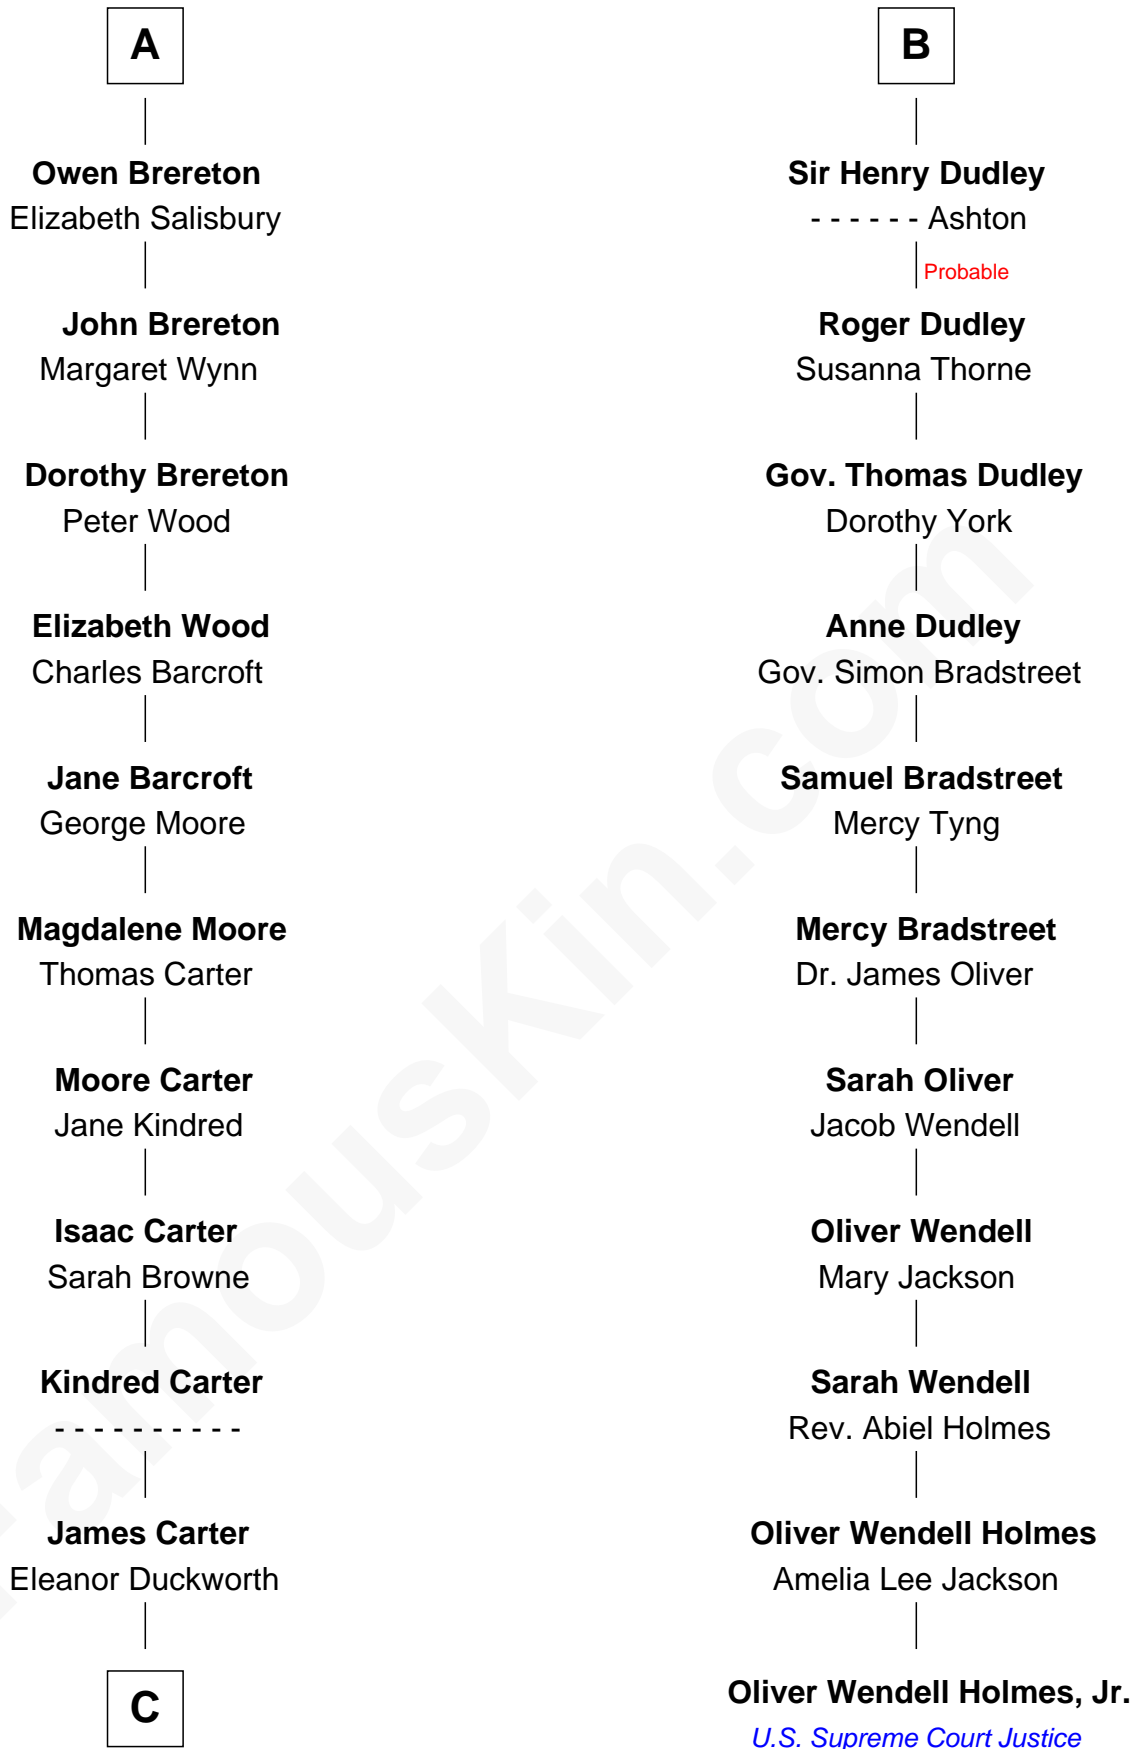 A
Owen Brereton
Elizabeth Salisbury
John Brereton
Margaret Wynn
Dorothy Brereton
Peter Wood
Elizabeth Wood
Charles Barcroft
Jane Barcroft
George Moore
Magdalene Moore
Thomas Carter
Moore Carter
Jane Kindred
Isaac Carter
Sarah Browne
Kindred Carter
- - - - - - - - - -
James Carter
Eleanor Duckworth
C
B
Sir Henry Dudley
- - - - - - Ashton
Probable
Roger Dudley
Susanna Thorne
Gov. Thomas Dudley
Dorothy York
Anne Dudley
Gov. Simon Bradstreet
Samuel Bradstreet
Mercy Tyng
Mercy Bradstreet
Dr. James Oliver
Sarah Oliver
Jacob Wendell
Oliver Wendell
Mary Jackson
Sarah Wendell
Rev. Abiel Holmes
Oliver Wendell Holmes
Amelia Lee Jackson
Oliver Wendell Holmes, Jr.
U.S. Supreme Court Justice
FamousKin.com